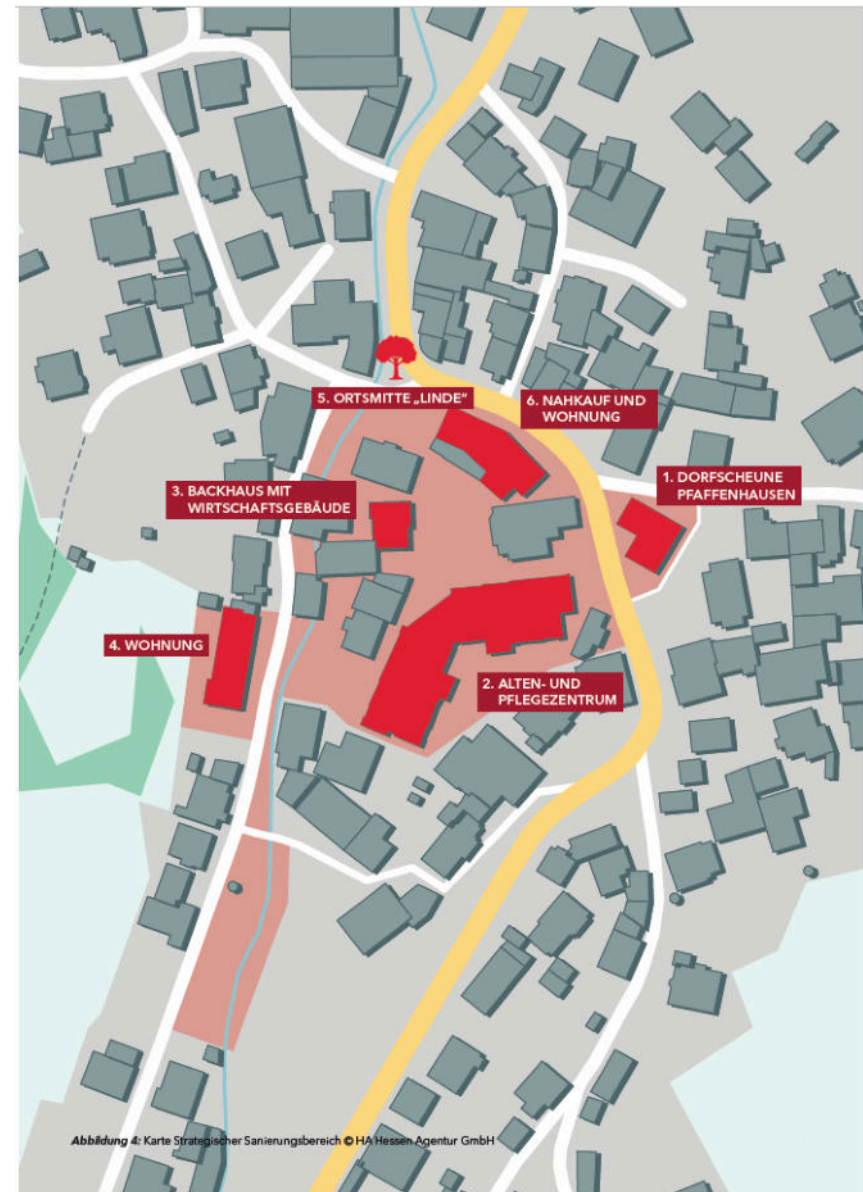 5. ORTSMITTE „LINDE“
6. NAHKAUF UND
WOHNUNG
1. DORFSCHEUNE
PFAFFENHAUSEN
3. BACKHAUS MIT
WIRTSCHAFTSGEBÄUDE
4. WOHNUNG
2. ALTEN- UND
PFLEGEZENTRUM
Abbildung 4: Karte Strategischer Sanierungsbereich © HA Hessen Agentur GmbH